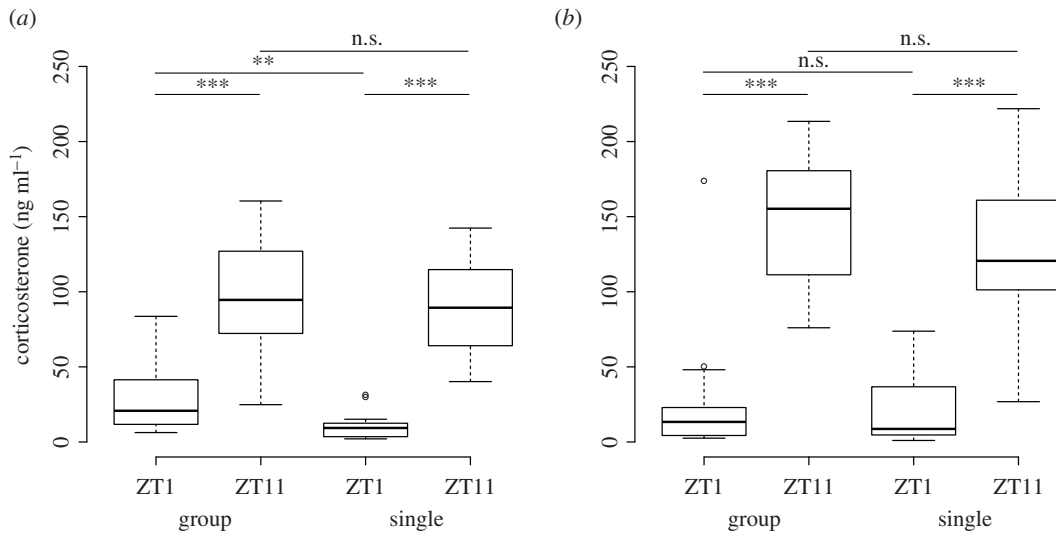 (a)
(b)
n.s.
**
***
***
n.s.
n.s.
***
***
corticosterone (ng ml⁻¹)
250
200
150
100
50
0
250
200
150
100
50
0
ZT1 ZT11 ZT1 ZT11
group single
ZT1 ZT11 ZT1 ZT11
group single